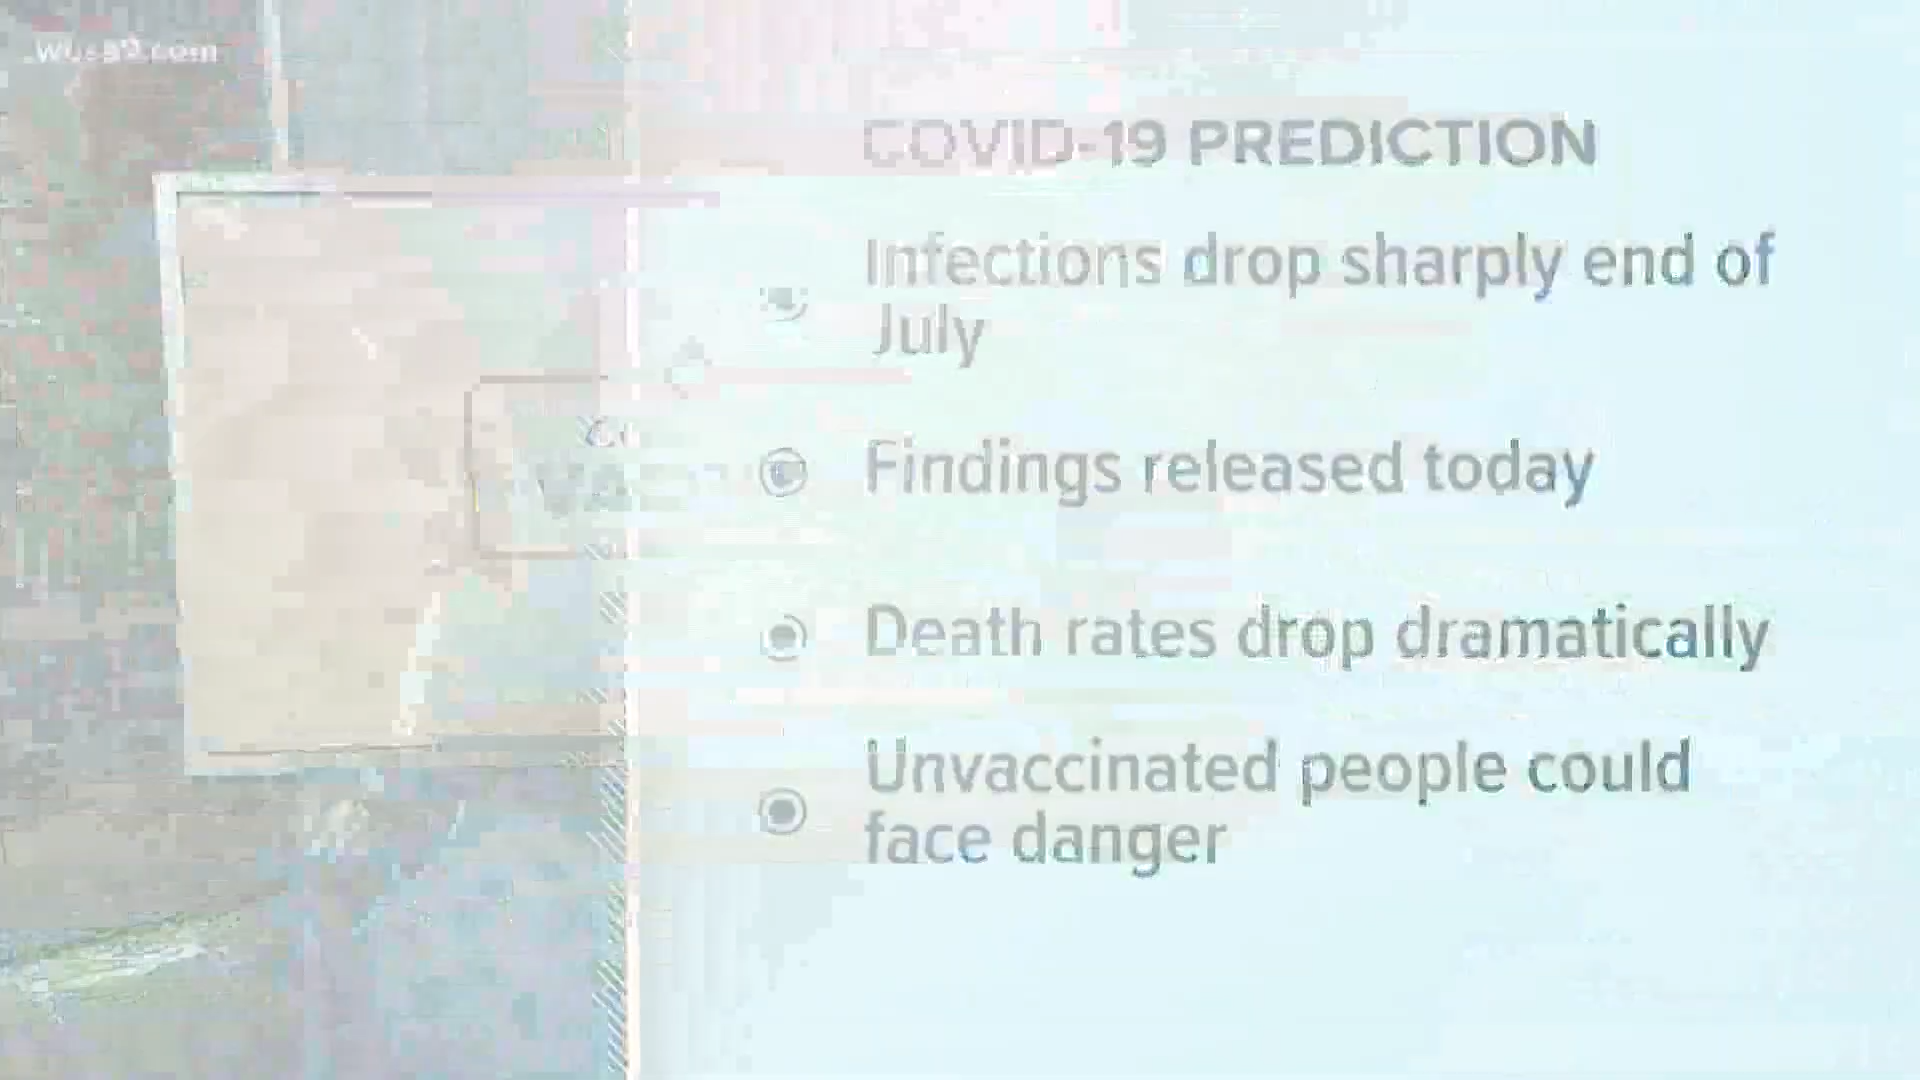 wusa9.com
COVID-19 PREDICTION
Infections drop sharply end of
July
Findings released today
Death rates drop dramatically
Unvaccinated people could
face danger